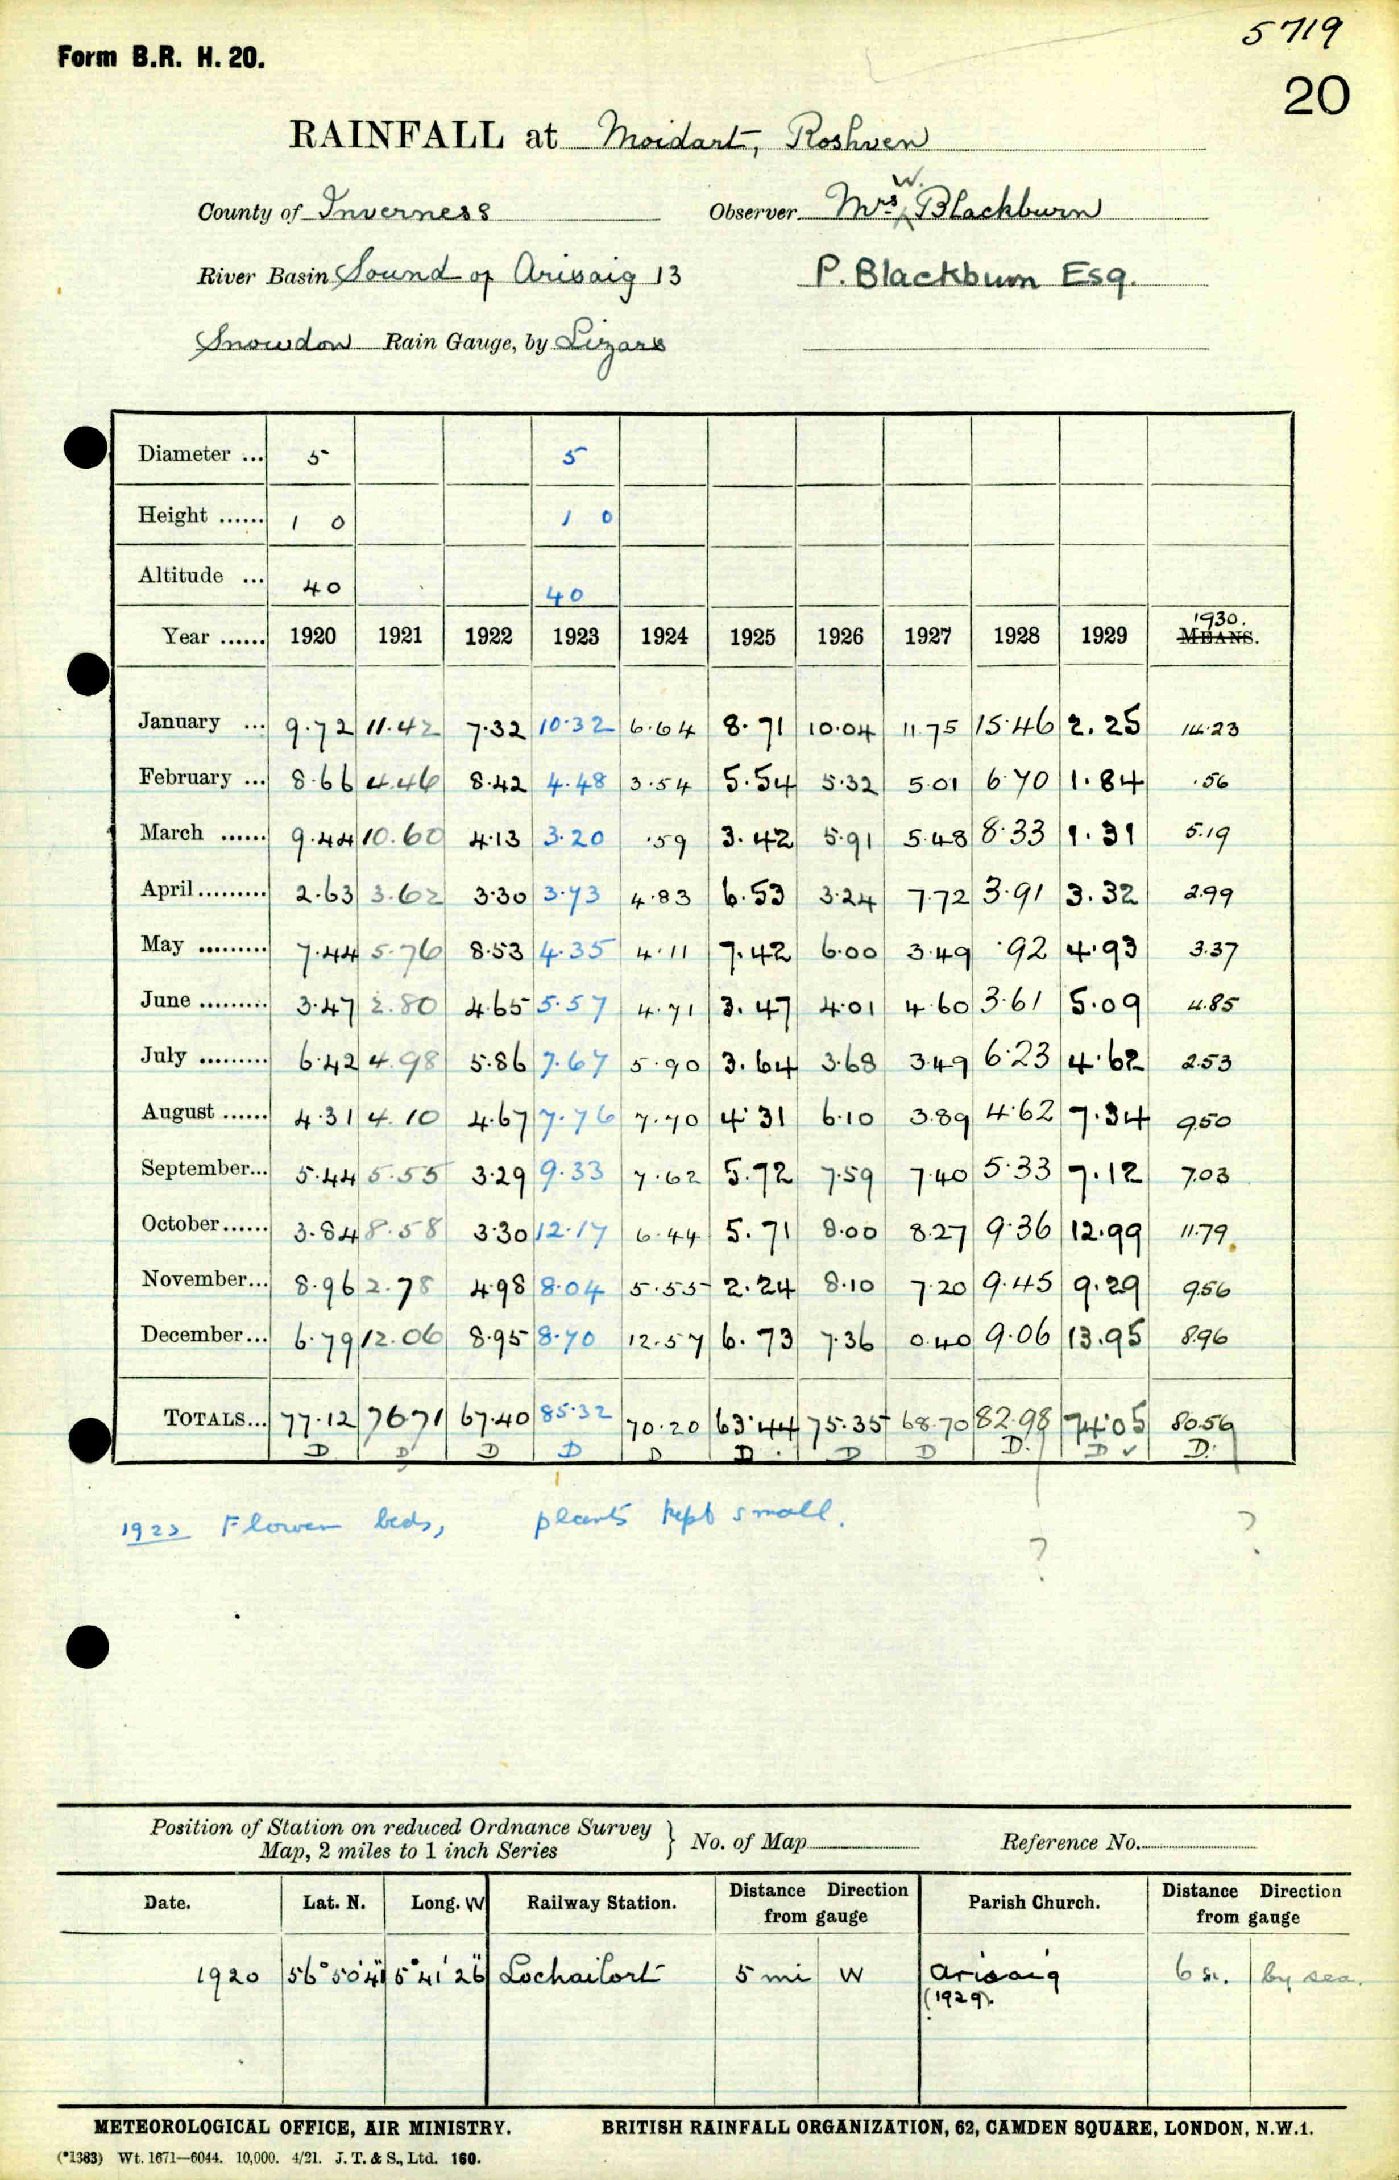 5719
Form B.R. H. 20.
20
RAINFALL at Moidart, Roshven
County of Inverness Observer Mrs W. Blackburn
River Basin Sound of Arisaig 13 P. Blackburn Esq.
Snowdon Rain Gauge, by Lizars
Diameter ... 5 5
Height ...... 1 0 1 0
Altitude ... 40 40
Year ...... 1920 1921 1922 1923 1924 1925 1926 1927 1928 1929 1930. MEANS.
January ... 9.72 11.42 7.32 10.32 6.64 8.71 10.04 11.75 15.46 2.25 14.23
February ... 8.66 4.46 8.42 4.48 3.54 5.54 5.32 5.01 6.70 1.84 .56
March ...... 9.44 10.60 4.13 3.20 .59 3.42 5.91 5.48 8.33 1.31 5.19
April ......... 2.63 3.62 3.30 3.73 4.83 6.53 3.24 7.72 3.91 3.32 2.99
May ......... 7.44 5.76 8.53 4.35 4.11 7.42 6.00 3.49 .92 4.93 3.37
June ......... 3.47 2.80 4.65 5.57 4.71 3.47 4.01 4.60 3.61 5.09 4.85
July ......... 6.42 4.98 5.86 7.67 5.90 3.64 3.68 3.49 6.23 4.62 2.53
August ...... 4.31 4.10 4.67 7.76 7.70 4.31 6.10 3.89 4.62 7.34 9.50
September... 5.44 5.55 3.29 9.33 7.62 5.72 7.59 7.40 5.33 7.12 7.03
October...... 3.84 8.58 3.30 12.17 6.44 5.71 8.00 8.27 9.36 12.99 11.79
November... 8.96 2.78 4.98 8.04 5.55 2.24 8.10 7.20 9.45 9.29 9.56
December... 6.79 12.06 8.95 8.70 12.57 6.73 7.36 0.40 9.06 13.95 8.96
TOTALS... 77.12 76.71 67.40 85.32 70.20 63.44 75.35 68.70 82.98 74.05 80.56
D D D D D D D D D. D ✓ D.
1923 Flower beds, plants kept small.
? ?
Position of Station on reduced Ordnance Survey
Map, 2 miles to 1 inch Series } No. of Map Reference No.
Date. Lat. N. Long. W Railway Station. Distance Direction from gauge Parish Church. Distance Direction from gauge
1920 56° 50' 41" 5° 41' 26" Lochailort 5 mi W Arisaig 6 m. by sea.
(1929).
METEOROLOGICAL OFFICE, AIR MINISTRY. BRITISH RAINFALL ORGANIZATION, 62, CAMDEN SQUARE, LONDON, N.W.1.
(*1383) Wt. 1671—6044. 10,000. 4/21. J. T. & S., Ltd. 160.